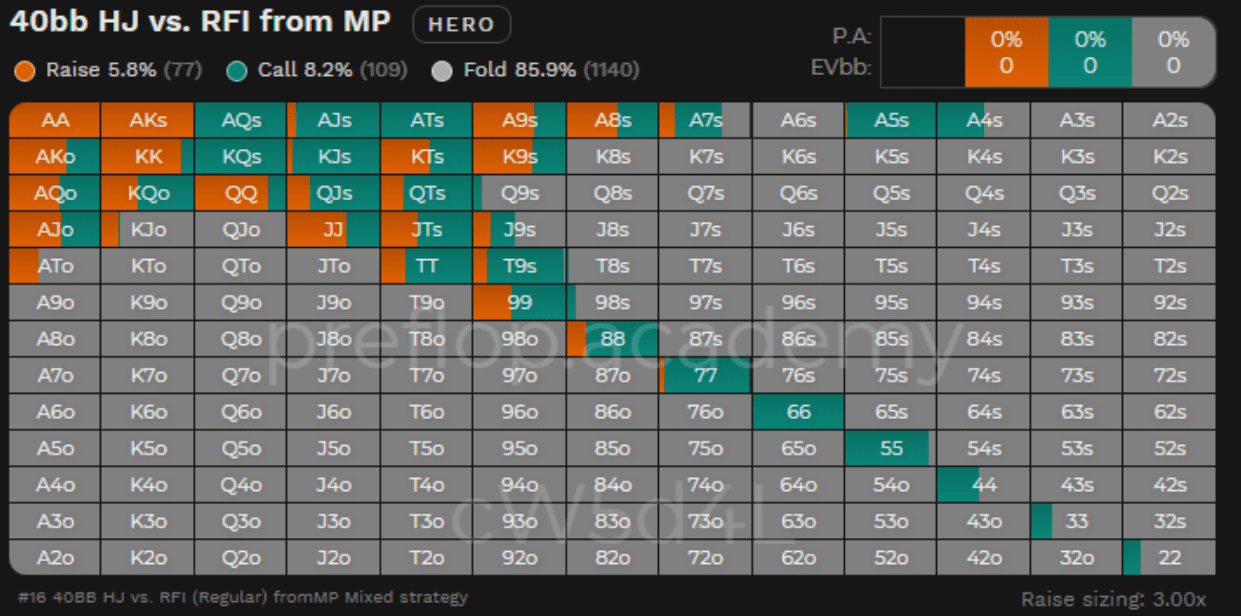 40bb HJ vs. RFI from MP HERO
P.A: 0% 0% 0%
Raise 5.8% (77) Call 8.2% (109) Fold 85.9% (1140)
EVbb: 0 0 0
AA AKs AQs AJs ATs A9s A8s A7s A6s A5s A4s A3s A2s
AKo KK KQs KJs KTs K9s K8s K7s K6s K5s K4s K3s K2s
AQo KQo QQ QJs QTs Q9s Q8s Q7s Q6s Q5s Q4s Q3s Q2s
AJo KJo QJo JJ JTs J9s J8s J7s J6s J5s J4s J3s J2s
ATo KTo QTo JTo TT T9s T8s T7s T6s T5s T4s T3s T2s
A9o K9o Q9o J9o T9o 99 98s 97s 96s 95s 94s 93s 92s
A8o K8o Q8o J8o T8o 98o 88 87s 86s 85s 84s 83s 82s
preflop.academy
A7o K7o Q7o J7o T7o 97o 87o 77 76s 75s 74s 73s 72s
A6o K6o Q6o J6o T6o 96o 86o 76o 66 65s 64s 63s 62s
A5o K5o Q5o J5o T5o 95o 85o 75o 65o 55 54s 53s 52s
A4o K4o Q4o J4o T4o 94o 84o 74o 64o 54o 44 43s 42s
A3o K3o Q3o J3o T3o 93o 83o 73o 63o 53o 43o 33 32s
cW5d4L
A2o K2o Q2o J2o T2o 92o 82o 72o 62o 52o 42o 32o 22
#16 40BB HJ vs. RFI (Regular) fromMP Mixed strategy
Raise sizing: 3.00x